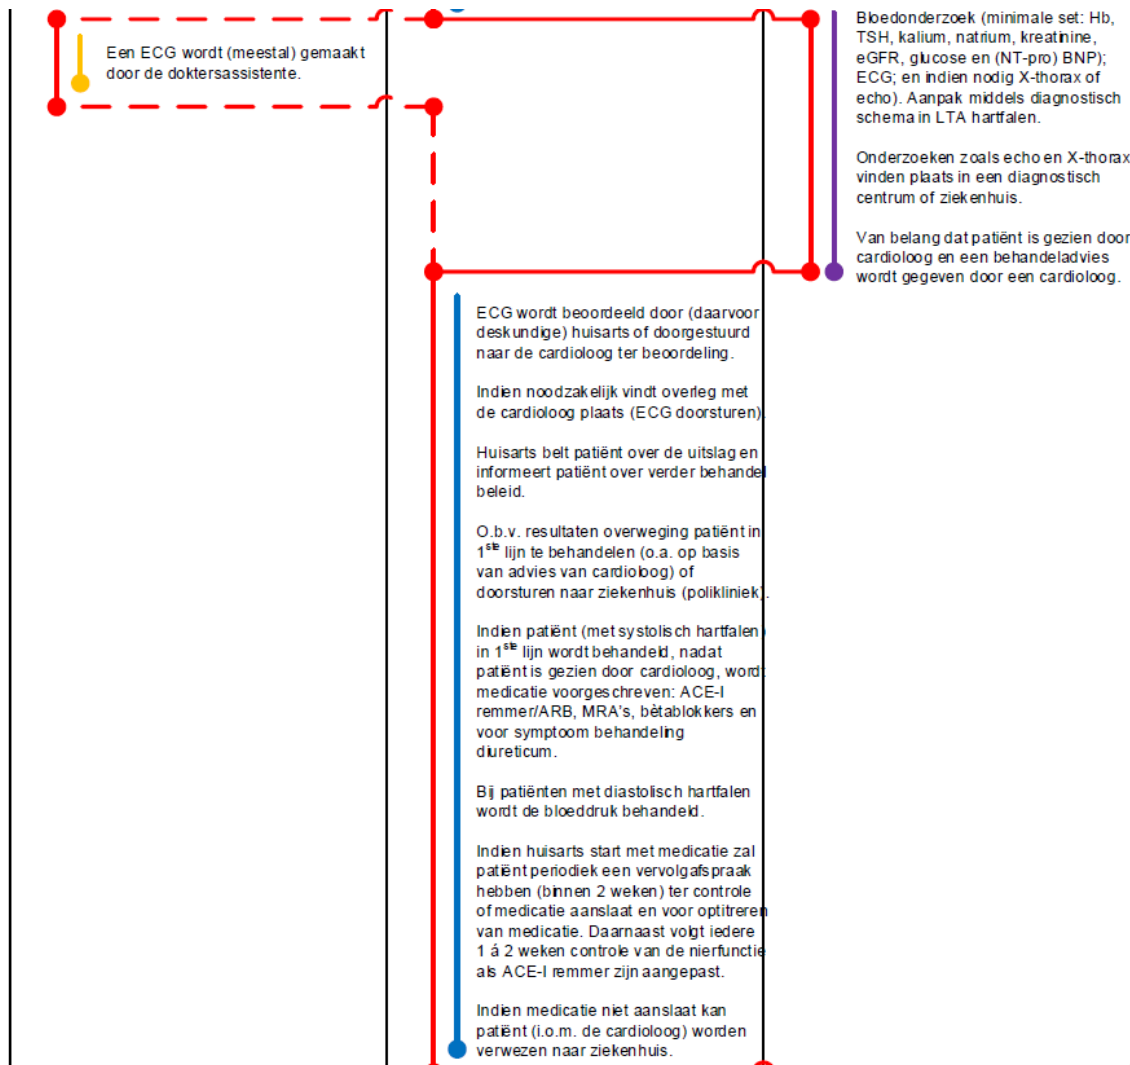 Een ECG wordt (meestal) gemaakt
door de doktersassistente.
Bloedonderzoek (minimale set: Hb,
TSH, kalium, natrium, kreatinine,
eGFR, glucose en (NT-pro) BNP);
ECG; en indien nodig X-thorax of
echo). Aanpak middels diagnostisch
schema in LTA hartfalen.
Onderzoeken zoals echo en X-thorax
vinden plaats in een diagnostisch
centrum of ziekenhuis.
Van belang dat patiënt is gezien door
cardioloog en een behandeladvies
wordt gegeven door een cardioloog.
ECG wordt beoordeeld door (daarvoor
deskundige) huisarts of doorgestuurd
naar de cardioloog ter beoordeling.
Indien noodzakelijk vindt overleg met
de cardioloog plaats (ECG doorsturen).
Huisarts belt patiënt over de uitslag en
informeert patiënt over verder behandel
beleid.
O.b.v. resultaten overweging patiënt in
1ste lijn te behandelen (o.a. op basis
van advies van cardioloog) of
doorsturen naar ziekenhuis (polikliniek).
Indien patiënt (met systolisch hartfalen)
in 1ste lijn wordt behandeld, nadat
patiënt is gezien door cardioloog, wordt
medicatie voorgeschreven: ACE-I
remmer/ARB, MRA's, bètablokkers en
voor symptoom behandeling
diureticum.
Bij patiënten met diastolisch hartfalen
wordt de bloeddruk behandeld.
Indien huisarts start met medicatie zal
patiënt periodiek een vervolgafspraak
hebben (binnen 2 weken) ter controle
of medicatie aanslaat en voor optitreren
van medicatie. Daarnaast volgt iedere
1 á 2 weken controle van de nierfunctie
als ACE-I remmer zijn aangepast.
Indien medicatie niet aanslaat kan
patiënt (i.o.m. de cardioloog) worden
verwezen naar ziekenhuis.